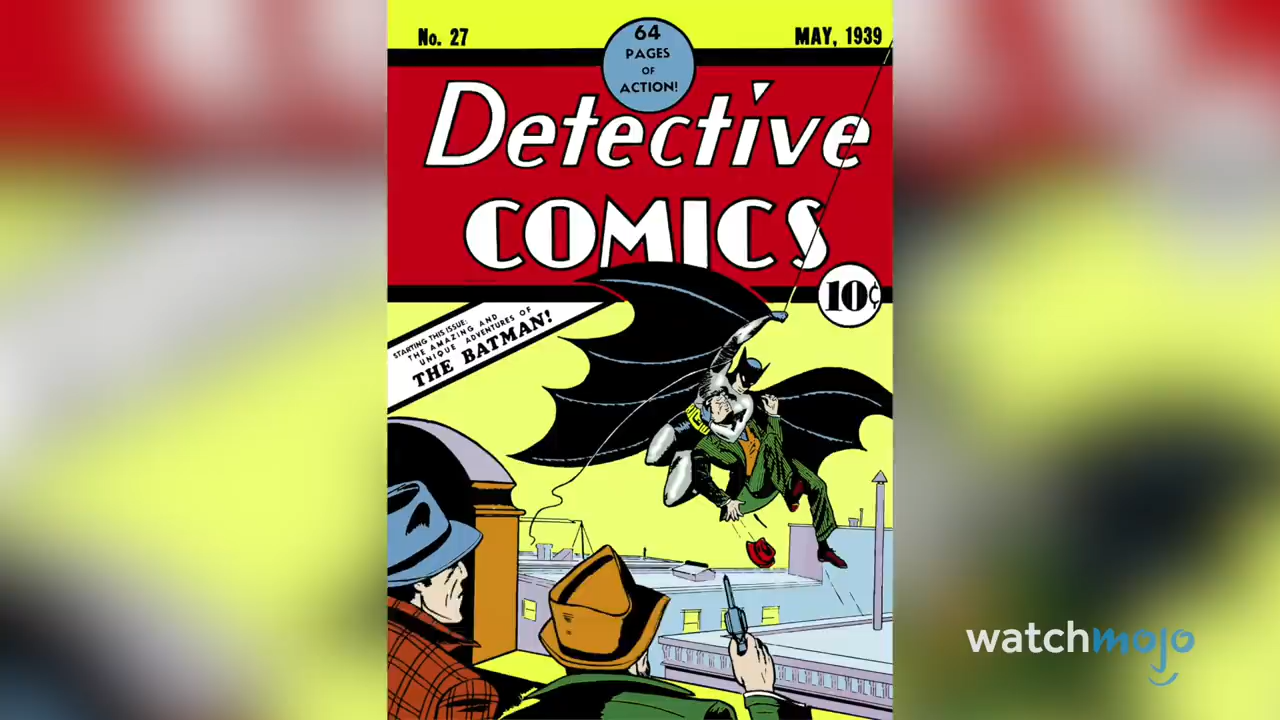 No. 27
64
PAGES
OF
ACTION!
MAY, 1939
Detective
COMICS
10¢
STARTING THIS ISSUE:
THE AMAZING AND
UNIQUE ADVENTURES OF
THE BATMAN!
watchmojo